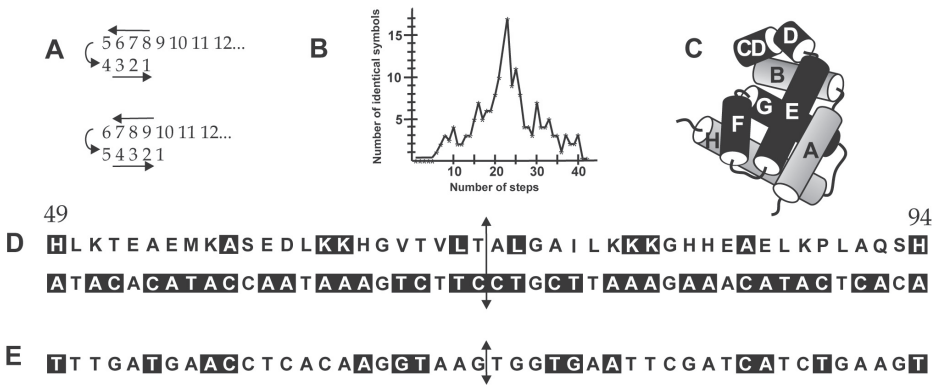 A
5 6 7 8 9 10 11 12...
4 3 2 1
6 7 8 9 10 11 12...
5 4 3 2 1
B
Number of identical symbols
15
10
5
10 20 30 40
Number of steps
C
CD D
B
G E
F
H A
49 94
D H L K T E A E M K A S E D L K K H G V T V L T A L G A I L K K K G H H E A E L K P L A Q S H
A T A C A C A T A C C A A T A A A G T C T T C C T G C T T A A A G A A A C A T A C T C A C A
E T T T G A T G A A C C T C A C A A G G T A A G T G G T G A A T T C G A T C A T C T G A A G T